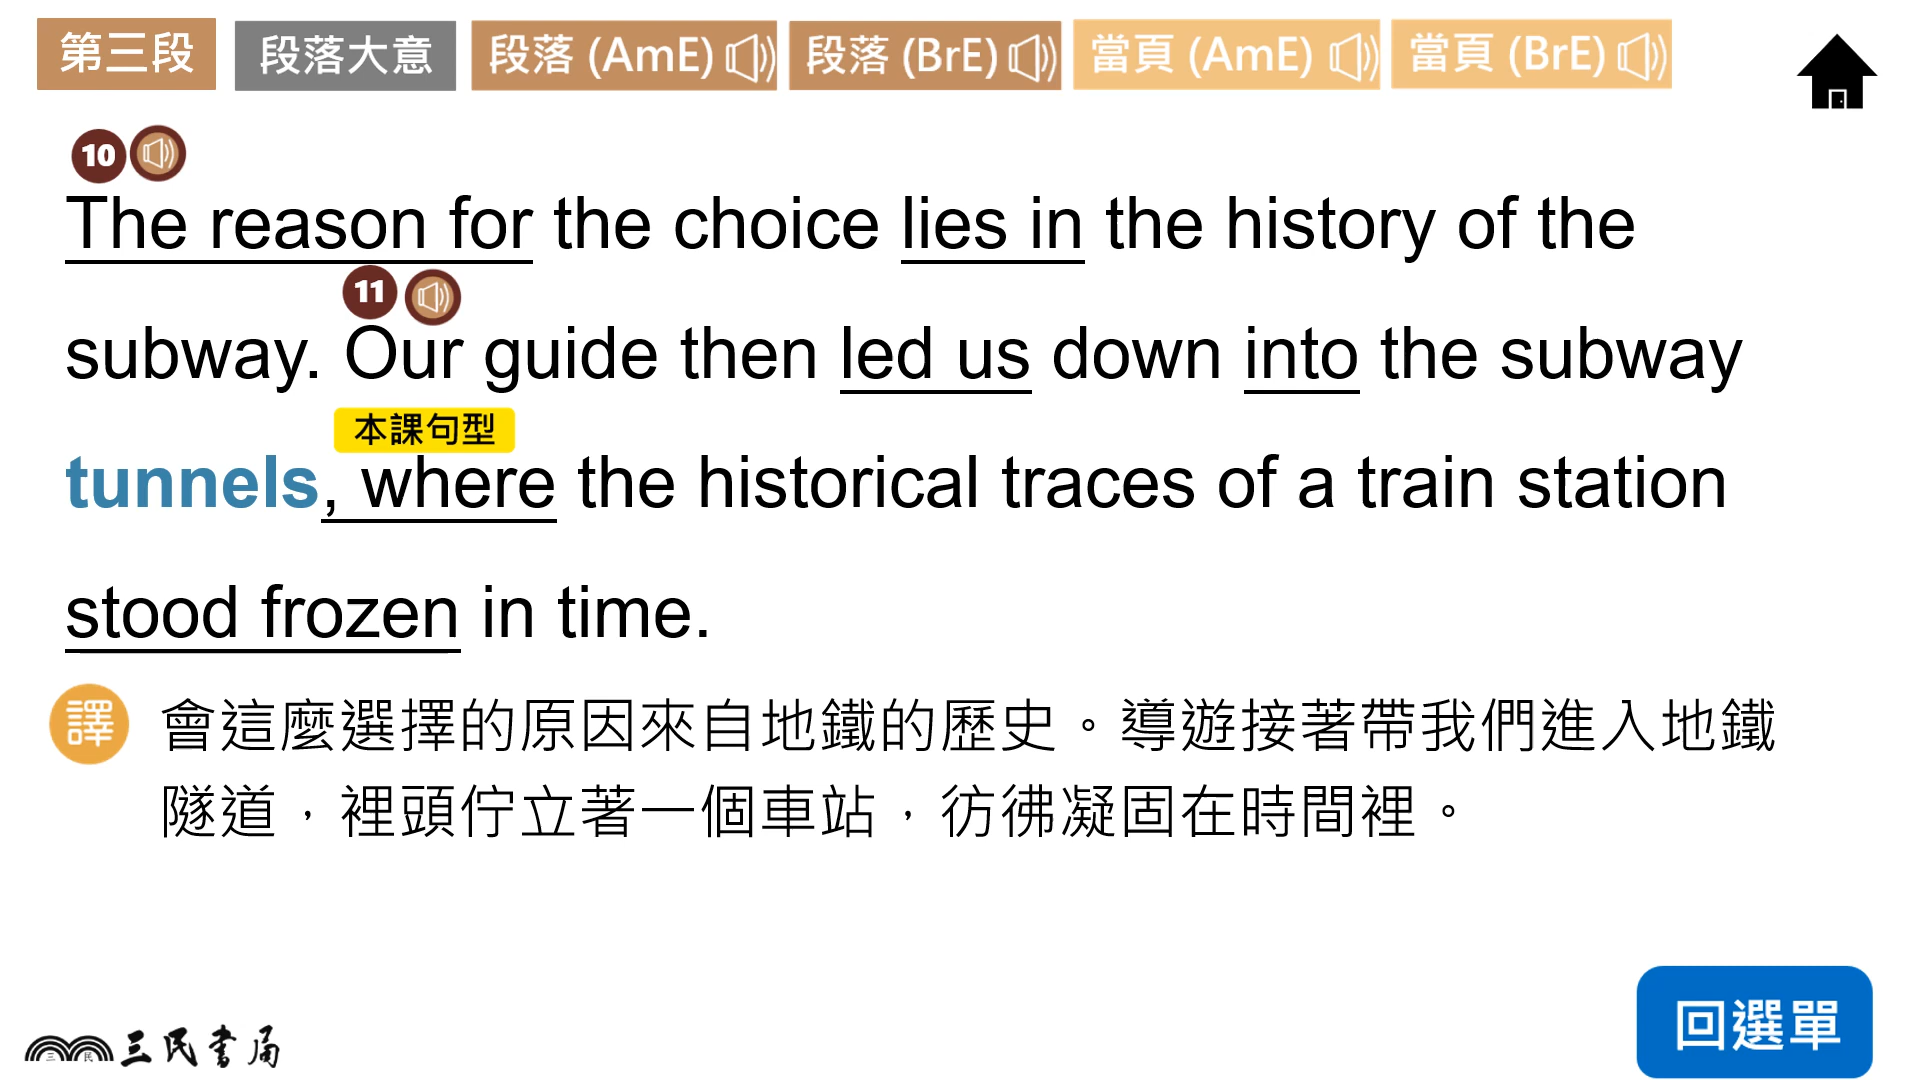 第三段 段落大意 段落 (AmE) 段落 (BrE) 當頁 (AmE) 當頁 (BrE)
10
The reason for the choice lies in the history of the
11
subway. Our guide then led us down into the subway
本課句型
tunnels, where the historical traces of a train station
stood frozen in time.
譯 會這麼選擇的原因來自地鐵的歷史。導遊接著帶我們進入地鐵
隧道，裡頭佇立著一個車站，彷彿凝固在時間裡。
回選單
三民 三民書局